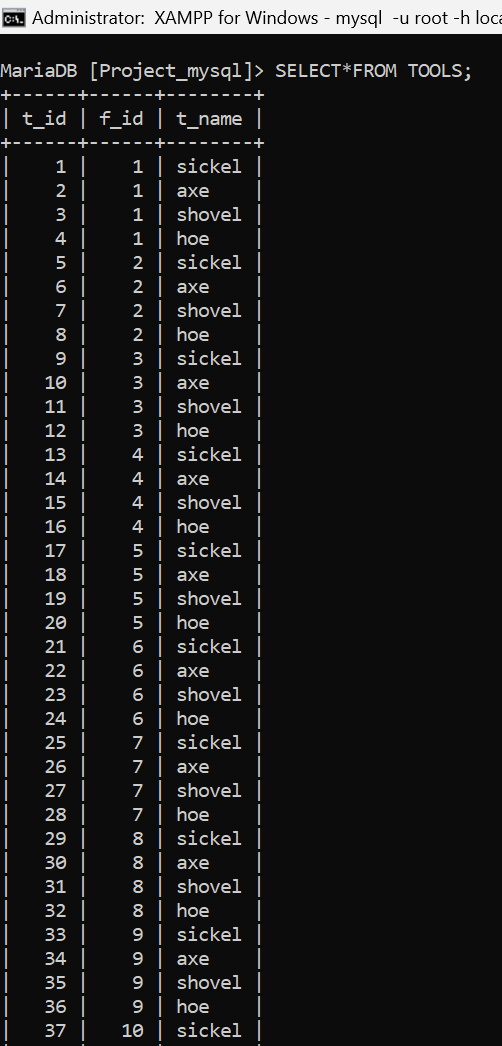 Administrator: XAMPP for Windows - mysql -u root -h loca
MariaDB [Project_mysql]> SELECT*FROM TOOLS;
+------+------+--------+
| t_id | f_id | t_name |
+------+------+--------+
|    1 |    1 | sickel |
|    2 |    1 | axe    |
|    3 |    1 | shovel |
|    4 |    1 | hoe    |
|    5 |    2 | sickel |
|    6 |    2 | axe    |
|    7 |    2 | shovel |
|    8 |    2 | hoe    |
|    9 |    3 | sickel |
|   10 |    3 | axe    |
|   11 |    3 | shovel |
|   12 |    3 | hoe    |
|   13 |    4 | sickel |
|   14 |    4 | axe    |
|   15 |    4 | shovel |
|   16 |    4 | hoe    |
|   17 |    5 | sickel |
|   18 |    5 | axe    |
|   19 |    5 | shovel |
|   20 |    5 | hoe    |
|   21 |    6 | sickel |
|   22 |    6 | axe    |
|   23 |    6 | shovel |
|   24 |    6 | hoe    |
|   25 |    7 | sickel |
|   26 |    7 | axe    |
|   27 |    7 | shovel |
|   28 |    7 | hoe    |
|   29 |    8 | sickel |
|   30 |    8 | axe    |
|   31 |    8 | shovel |
|   32 |    8 | hoe    |
|   33 |    9 | sickel |
|   34 |    9 | axe    |
|   35 |    9 | shovel |
|   36 |    9 | hoe    |
|   37 |   10 | sickel |